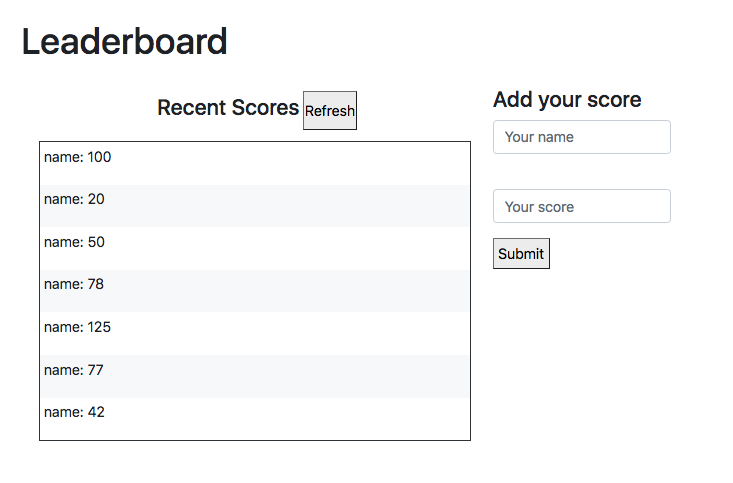 Leaderboard
Recent Scores
Refresh
name: 100
name: 20
name: 50
name: 78
name: 125
name: 77
name: 42
Add your score
Your name
Your score
Submit